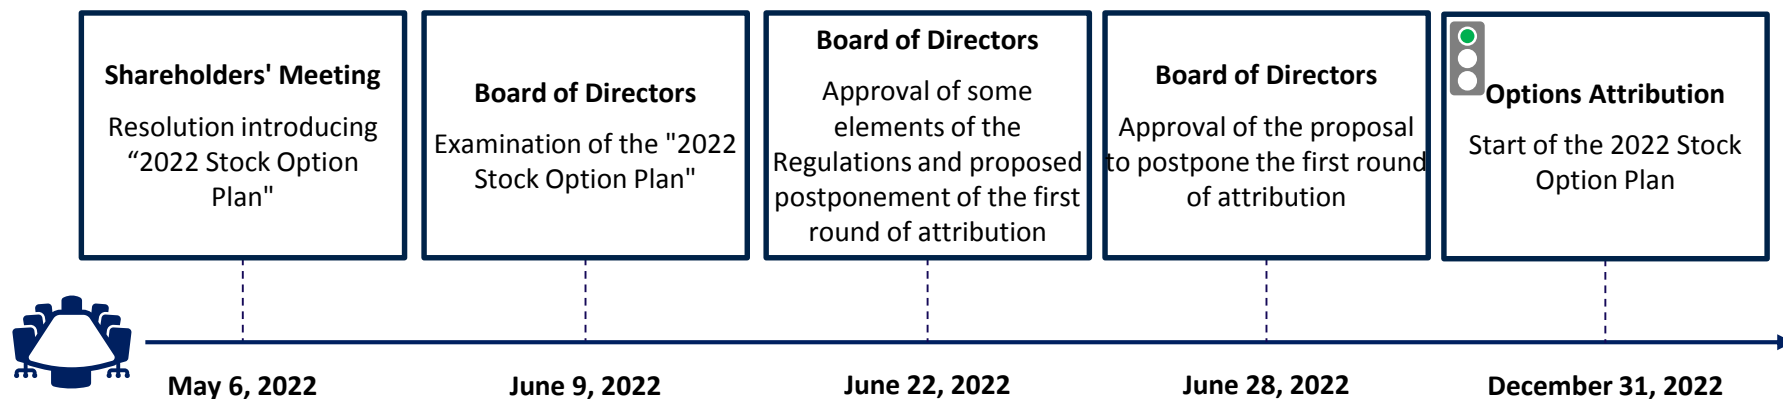 Shareholders' Meeting
Resolution introducing
“2022 Stock Option
Plan"
May 6, 2022
Board of Directors
Examination of the "2022
Stock Option Plan"
June 9, 2022
Board of Directors
Approval of some
elements of the
Regulations and proposed
postponement of the first
round of attribution
June 22, 2022
Board of Directors
Approval of the proposal
to postpone the first round
of attribution
June 28, 2022
Options Attribution
Start of the 2022 Stock
Option Plan
December 31, 2022